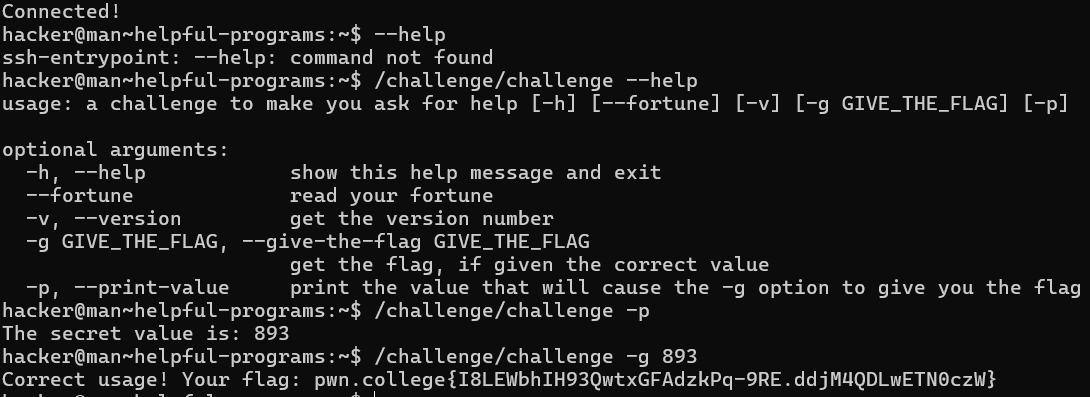 Connected!
hacker@man~helpful-programs:~$ --help
ssh-entrypoint: --help: command not found
hacker@man~helpful-programs:~$ /challenge/challenge --help
usage: a challenge to make you ask for help [-h] [--fortune] [-v] [-g GIVE_THE_FLAG] [-p]
optional arguments:
-h, --help show this help message and exit
--fortune read your fortune
-v, --version get the version number
-g GIVE_THE_FLAG, --give-the-flag GIVE_THE_FLAG
get the flag, if given the correct value
-p, --print-value print the value that will cause the -g option to give you the flag
hacker@man~helpful-programs:~$ /challenge/challenge -p
The secret value is: 893
hacker@man~helpful-programs:~$ /challenge/challenge -g 893
Correct usage! Your flag: pwn.college{I8LEWbhIH93QwtxGFAdzkPq-9RE.ddjM4QDLwETN0czW}